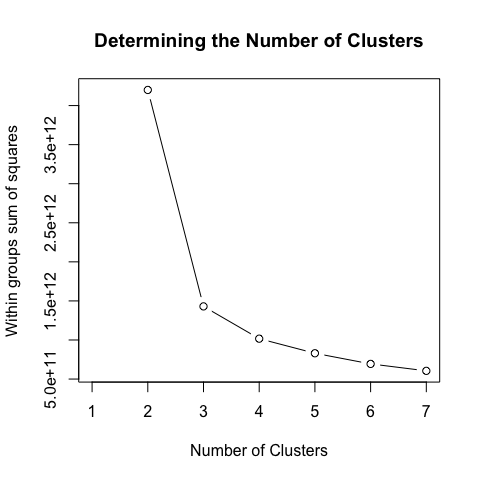 Determining the Number of Clusters
Within groups sum of squares
3.5e+12
2.5e+12
1.5e+12
5.0e+11
1 2 3 4 5 6 7
Number of Clusters